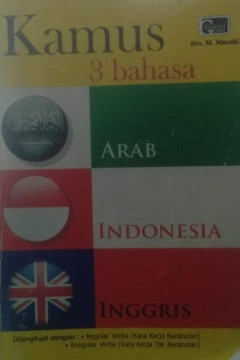 Kamus
Drs. M. Marzuki
3 bahasa
ARAB
INDONESIA
INGGRIS
Dilengkapi dengan : • Regular Verbs (Kata Kerja Beraturan)
• Irregular Verbs (Kata Kerja Tak Beraturan)